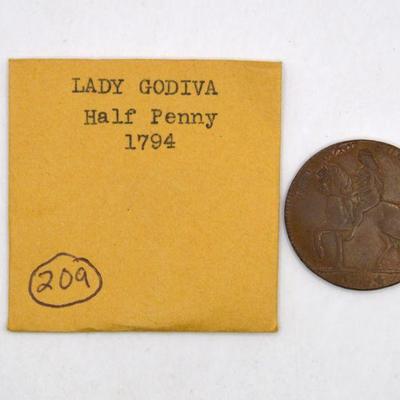 LADY GODIVA
Half Penny
1794
209